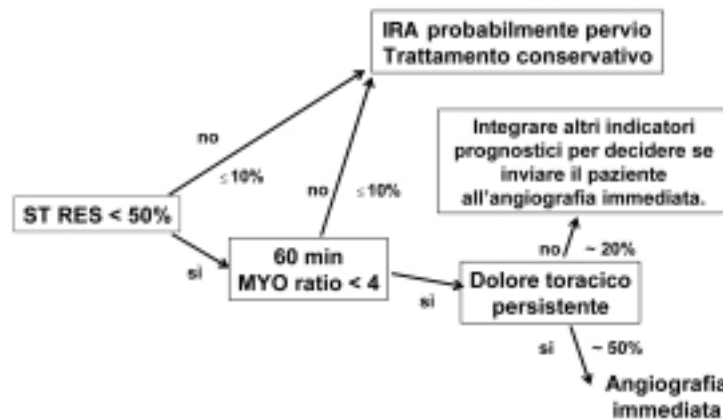 IRA probabilmente pervio
Trattamento conservativo
no
≤10%
no
≤10%
Integrare altri indicatori
prognostici per decidere se
inviare il paziente
all'angiografia immediata.
ST RES < 50%
sì
60 min
MYO ratio < 4
sì
no
~ 20%
Dolore toracico
persistente
si
~ 50%
Angiografia
immediata